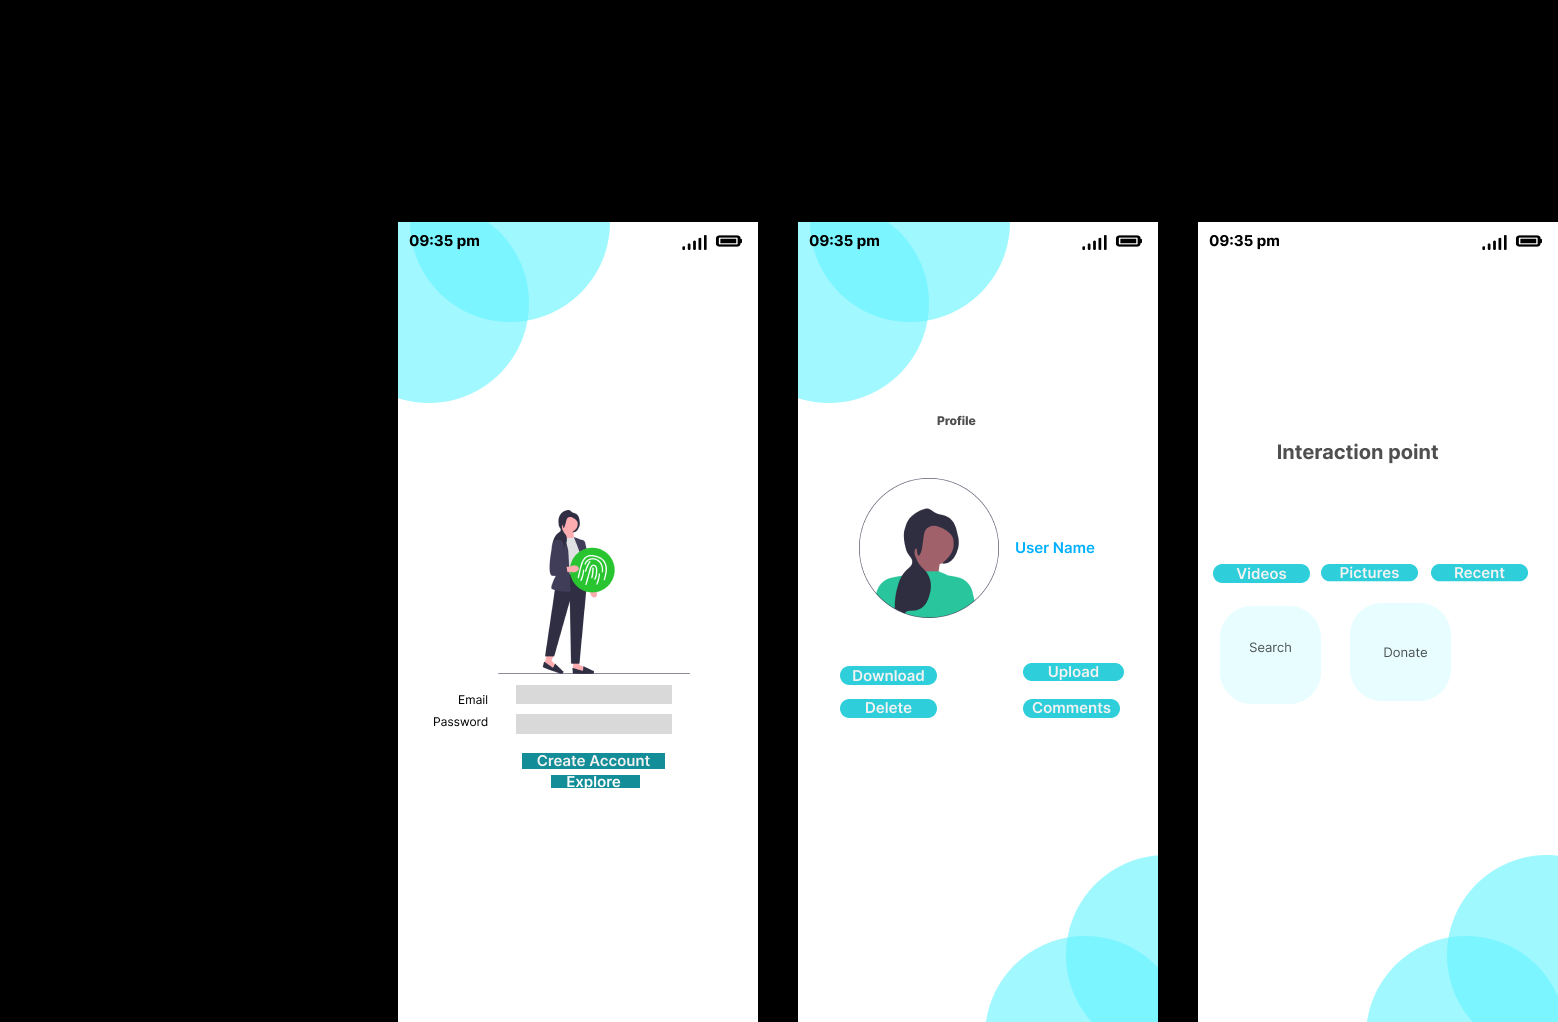 09:35 pm
Email
Password
Create Account
Explore
09:35 pm
Profile
User Name
Download
Upload
Delete
Comments
09:35 pm
Interaction point
Videos
Pictures
Recent
Search
Donate